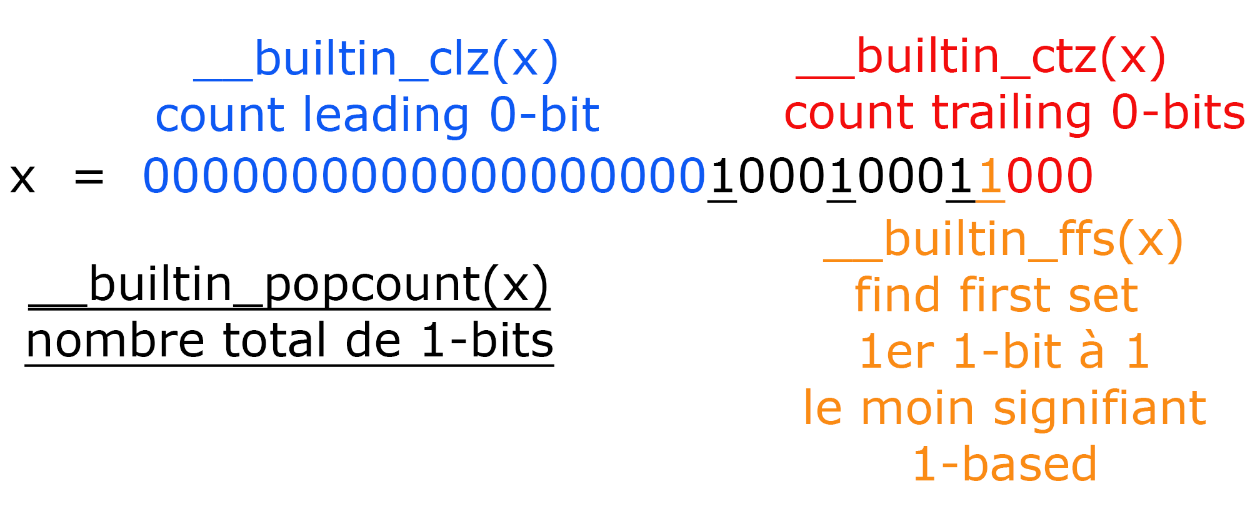 __builtin_clz(x)
count leading 0-bit
__builtin_ctz(x)
count trailing 0-bits
x = 00000000000000000001000100011000
__builtin_popcount(x)
nombre total de 1-bits
__builtin_ffs(x)
find first set
1er 1-bit à 1
le moin signifiant
1-based